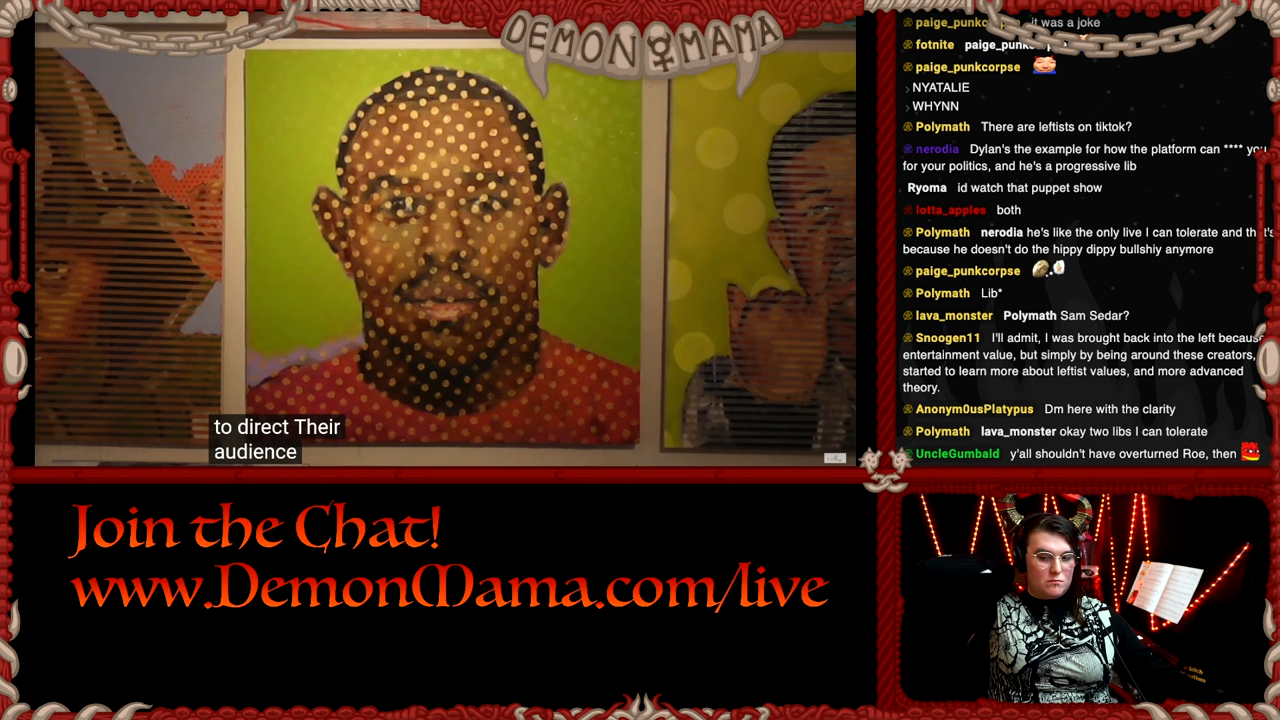 DEMON MAMA
it was a joke
fotnite
paige_punkcorpse
NYATALIE
WHYNN
Polymath There are leftists on tiktok?
nerodia Dylan's the example for how the platform can **** you
for your politics, and he's a progressive lib
Ryoma id watch that puppet show
lotta_apples both
Polymath nerodia he's like the only live I can tolerate and that's
because he doesn't do the hippy dippy bullshiy anymore
paige_punkcorpse
Polymath Lib*
lava_monster Polymath Sam Sedar?
Snoogen11 I'll admit, I was brought back into the left because
entertainment value, but simply by being around these creators,
started to learn more about leftist values, and more advanced
theory.
Anonym0usPlatypus Dm here with the clarity
Polymath lava_monster okay two libs I can tolerate
UncleGumbald y'all shouldn't have overturned Roe, then
to direct Their
audience
Join the Chat!
www.DemonMama.com/live